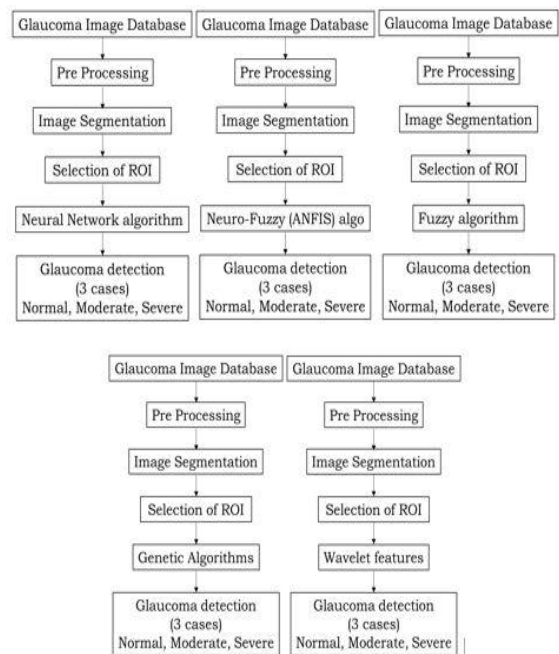 Glaucoma Image Database
Pre Processing
Image Segmentation
Selection of ROI
Neural Network algorithm
Glaucoma detection
(3 cases)
Normal, Moderate, Severe
Glaucoma Image Database
Pre Processing
Image Segmentation
Selection of ROI
Neuro-Fuzzy (ANFIS) algo
Glaucoma detection
(3 cases)
Normal, Moderate, Severe
Glaucoma Image Database
Pre Processing
Image Segmentation
Selection of ROI
Fuzzy algorithm
Glaucoma detection
(3 cases)
Normal, Moderate, Severe
Glaucoma Image Database
Pre Processing
Image Segmentation
Selection of ROI
Genetic Algorithms
Glaucoma detection
(3 cases)
Normal, Moderate, Severe
Glaucoma Image Database
Pre Processing
Image Segmentation
Selection of ROI
Wavelet features
Glaucoma detection
(3 cases)
Normal, Moderate, Severe